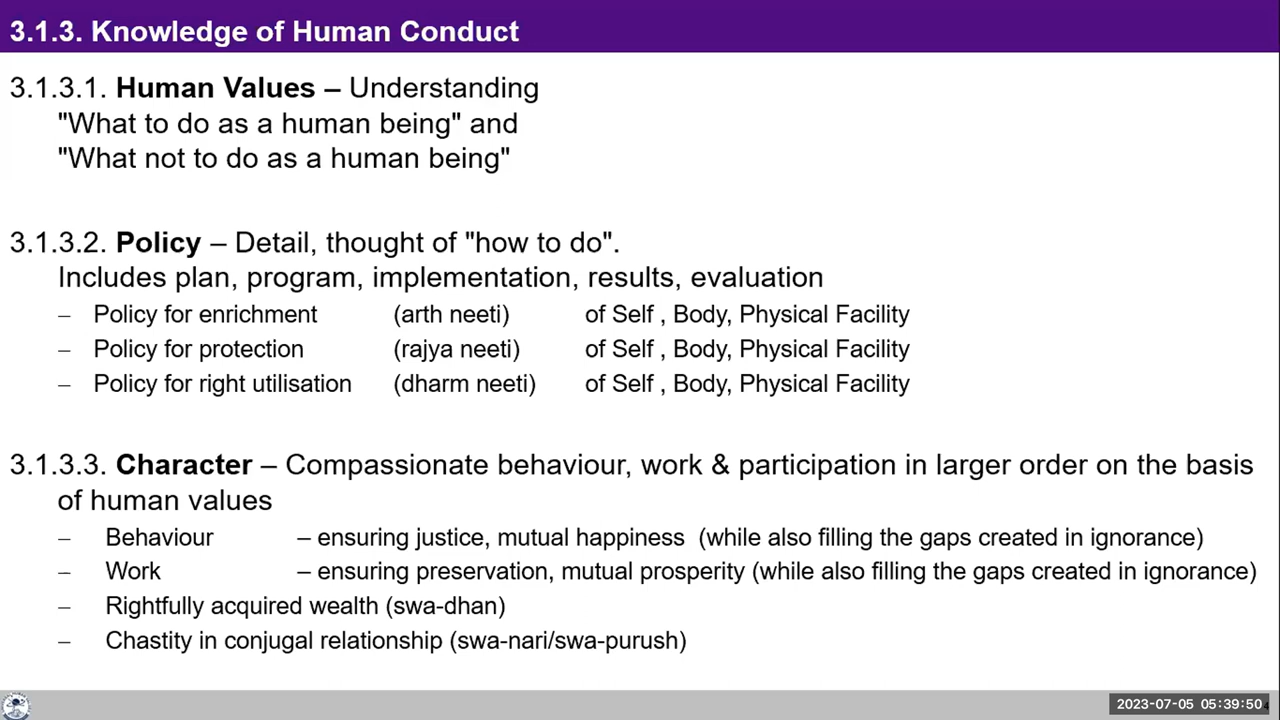 3.1.3. Knowledge of Human Conduct
3.1.3.1. Human Values – Understanding
"What to do as a human being" and
"What not to do as a human being"
3.1.3.2. Policy – Detail, thought of "how to do".
Includes plan, program, implementation, results, evaluation
– Policy for enrichment (arth neeti) of Self , Body, Physical Facility
– Policy for protection (rajya neeti) of Self , Body, Physical Facility
– Policy for right utilisation (dharm neeti) of Self , Body, Physical Facility
3.1.3.3. Character – Compassionate behaviour, work & participation in larger order on the basis
of human values
– Behaviour – ensuring justice, mutual happiness (while also filling the gaps created in ignorance)
– Work – ensuring preservation, mutual prosperity (while also filling the gaps created in ignorance)
– Rightfully acquired wealth (swa-dhan)
– Chastity in conjugal relationship (swa-nari/swa-purush)
2023-07-05 05:39:50